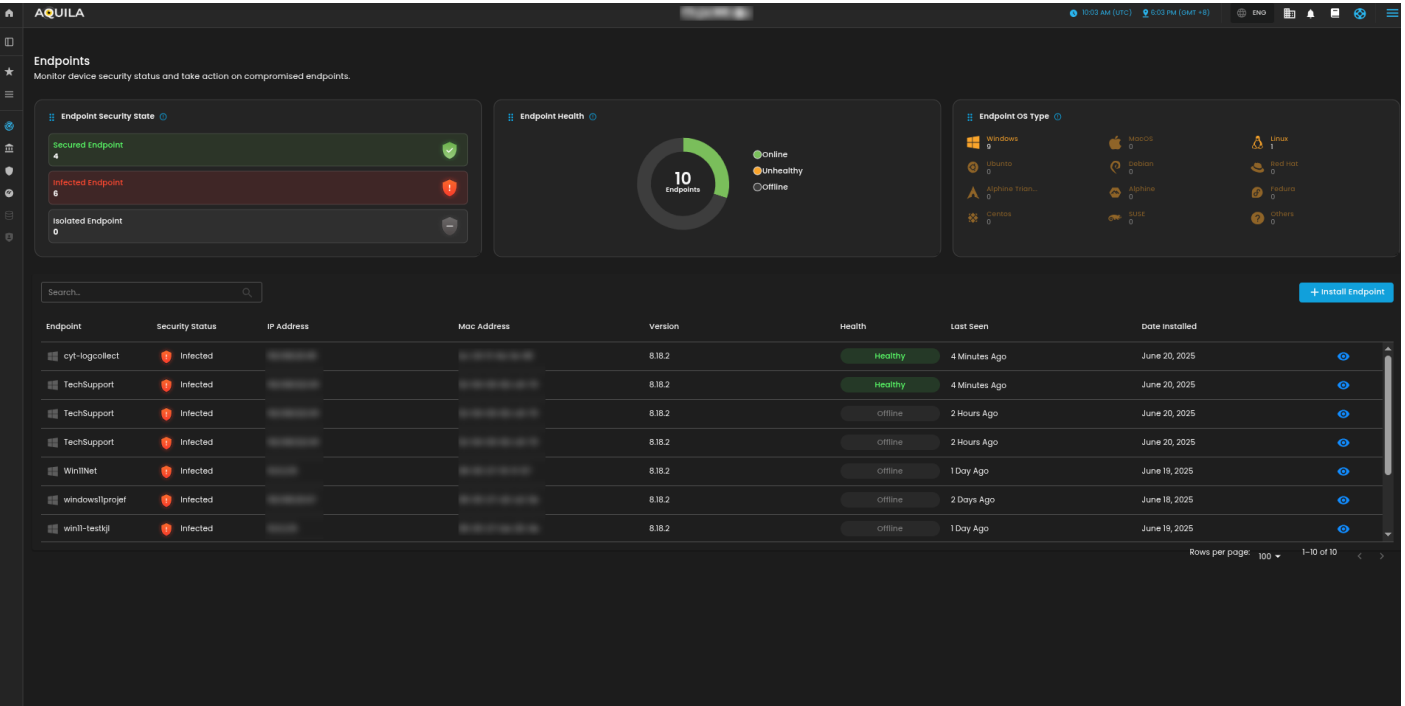 AQUILA
10:03 AM (UTC) 6:03 PM (GMT +8) ENG
Endpoints
Monitor device security status and take action on compromised endpoints.
Endpoint Security State
Secured Endpoint
4
Infected Endpoint
6
Isolated Endpoint
0
Endpoint Health
10
Endpoints
Online
Unhealthy
Offline
Endpoint OS Type
Windows
9
MacOS
0
Linux
1
Ubuntu
0
Debian
0
Red Hat
0
Alphine Trian...
0
Alphine
0
Fedura
0
Centos
0
SUSE
0
Others
0
Search..
+ Install Endpoint
Endpoint Security Status IP Address Mac Address Version Health Last Seen Date Installed
cyt-logcollect Infected 8.18.2 Healthy 4 Minutes Ago June 20, 2025
TechSupport Infected 8.18.2 Healthy 4 Minutes Ago June 20, 2025
TechSupport Infected 8.18.2 Offline 2 Hours Ago June 20, 2025
TechSupport Infected 8.18.2 Offline 2 Hours Ago June 20, 2025
Win11Net Infected 8.18.2 Offline 1 Day Ago June 19, 2025
windows11projef Infected 8.18.2 Offline 2 Days Ago June 18, 2025
win11-testkjl Infected 8.18.2 Offline 1 Day Ago June 19, 2025
Rows per page: 100 1–10 of 10